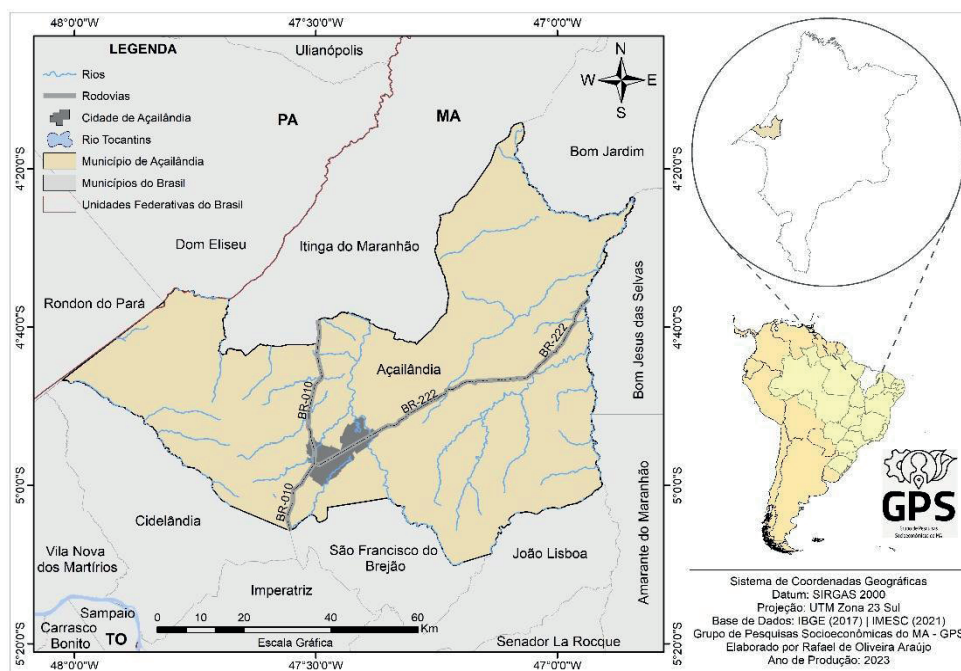 48°0'0"W
47°30'0"W
47°0'0"W
LEGENDA
Rios
Rodovias
Cidade de Açailândia
Rio Tocantins
Município de Açailândia
Municípios do Brasil
Unidades Federativas do Brasil
Ulianópolis
PA
MA
N
W
E
S
Bom Jardim
4°20'0"S
4°20'0"S
Dom Eliseu
Itinga do Maranhão
Rondon do Pará
Bom Jesus das Selvas
4°40'0"S
4°40'0"S
Açailândia
BR-222
BR-222
BR-010
BR-010
5°0'0"S
5°0'0"S
Cidelândia
Vila Nova
dos Martírios
São Francisco do
Brejão
João Lisboa
Amarante do Maranhão
Imperatriz
Sampaio
Carrasco
Bonito
TO
20
10
0
20
40
60
Km
Escala Gráfica
Senador La Rocque
5°20'0"S
5°20'0"S
48°0'0"W
47°30'0"W
47°0'0"W
GPS
Grupo de Pesquisas
Socioeconômicas do MA
Sistema de Coordenadas Geográficas
Datum: SIRGAS 2000
Projeção: UTM Zona 23 Sul
Base de Dados: IBGE (2017) | IMESC (2021)
Grupo de Pesquisas Socioeconômicas do MA - GPS
Elaborado por Rafael de Oliveira Araújo
Ano de Produção: 2023